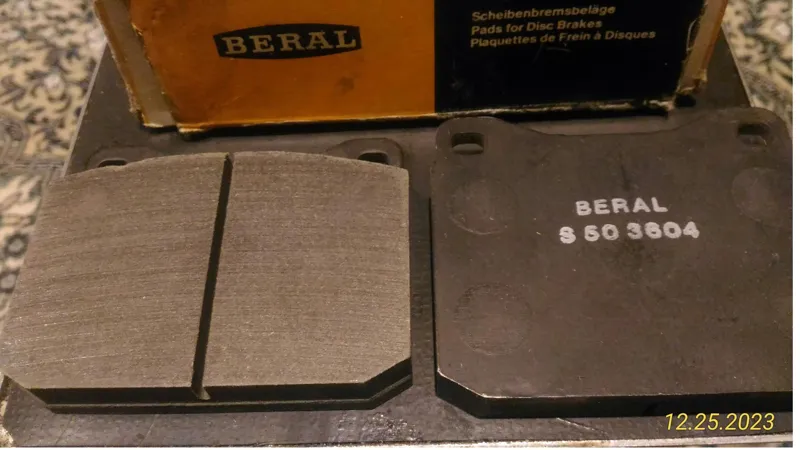 BERAL
Scheibenbremsbeläge
Pads for Disc Brakes
Plaquettes de Frein à Disques
BERAL
S 50 3604
12.25.2023